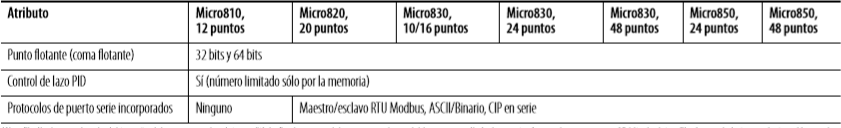 Atributo Micro810, 12 puntos Micro820, 20 puntos Micro830, 10/16 puntos Micro830, 24 puntos Micro830, 48 puntos Micro850, 24 puntos Micro850, 48 puntos
Punto flotante (coma flotante) 32 bits y 64 bits
Control de lazo PID Sí (número limitado sólo por la memoria)
Protocolos de puerto serie incorporados Ninguno Maestro/esclavo RTU Modbus, ASCII/Binario, CIP en serie